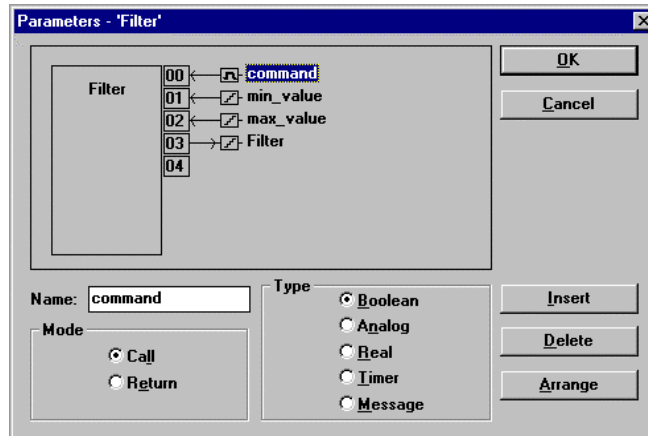 Parameters - 'Filter'
Filter
00 command
01 min_value
02 max_value
03 Filter
04
OK
Cancel
Name: command
Mode
Call
Return
Type
Boolean
Analog
Real
Timer
Message
Insert
Delete
Arrange